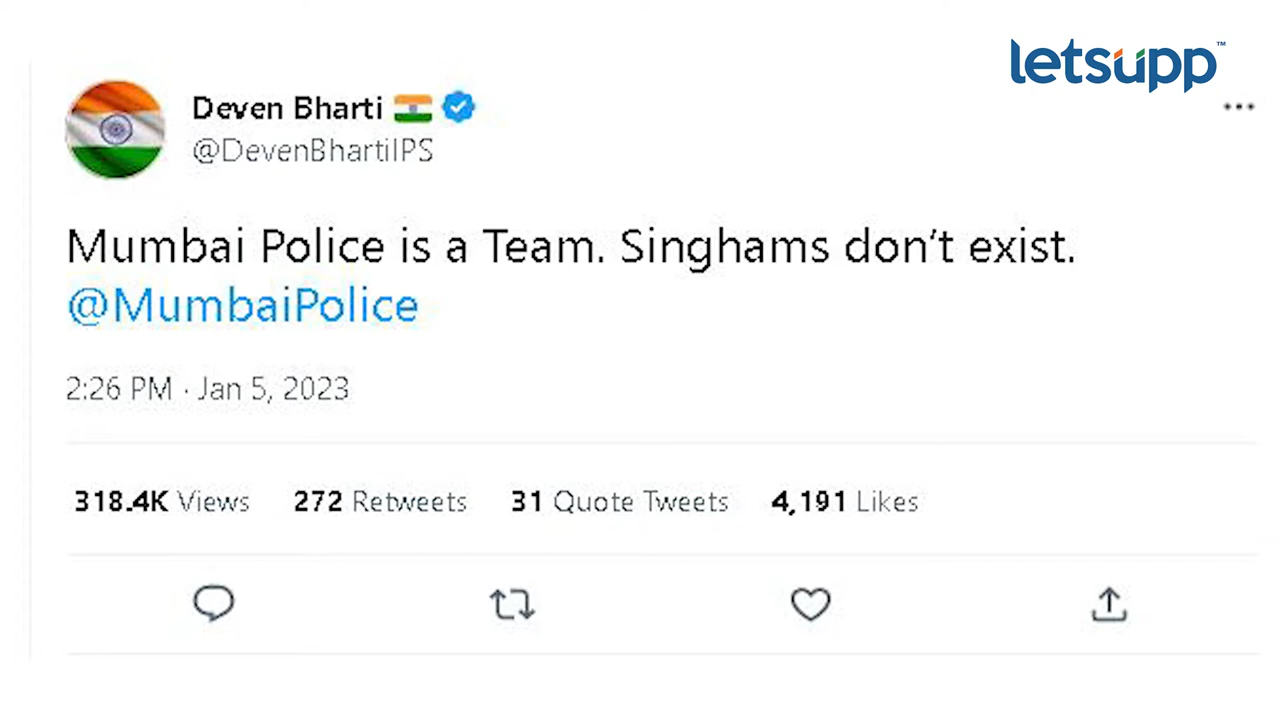 letsupp™
Deven Bharti
@DevenBhartiIPS
Mumbai Police is a Team. Singhams don’t exist.
@MumbaiPolice
2:26 PM · Jan 5, 2023
318.4K Views 272 Retweets 31 Quote Tweets 4,191 Likes